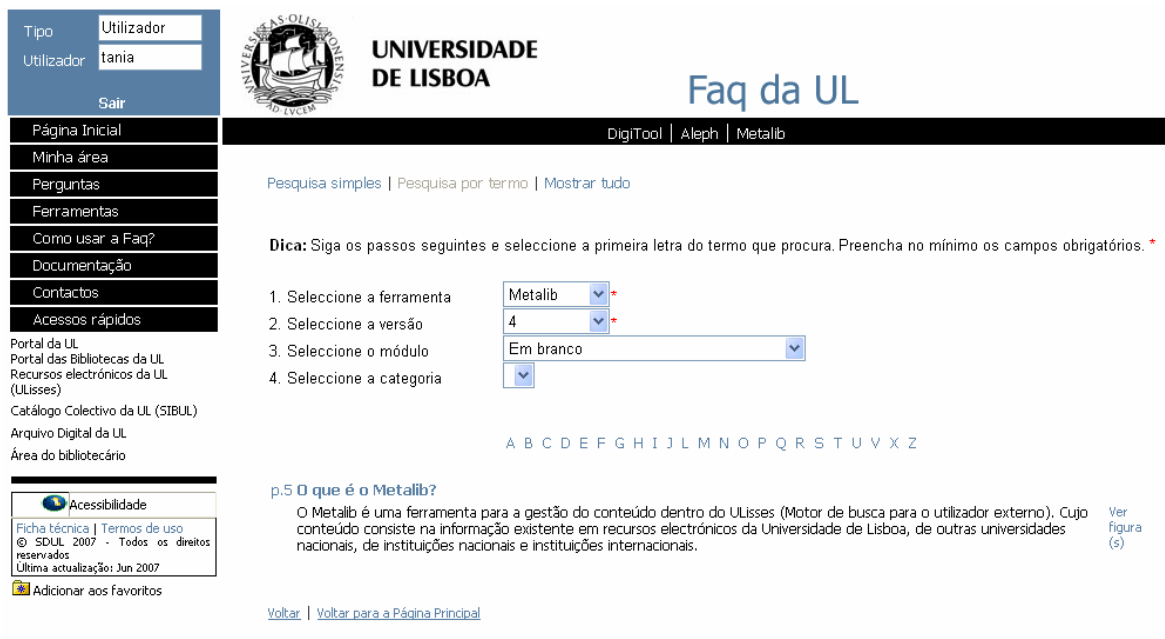 Tipo Utilizador
Utilizador tania
Sair
UNIVERSITAS·OLISIPONENSIS
AD LVCEM
UNIVERSIDADE
DE LISBOA
Faq da UL
DigiTool | Aleph | Metalib
Página Inicial
Minha área
Perguntas
Ferramentas
Como usar a Faq?
Documentação
Contactos
Acessos rápidos
Portal da UL
Portal das Bibliotecas da UL
Recursos electrónicos da UL
(ULisses)
Catálogo Colectivo da UL (SIBUL)
Arquivo Digital da UL
Área do bibliotecário
Acessibilidade
Ficha técnica | Termos de uso
© SDUL 2007 - Todos os direitos
reservados
Última actualização: Jun 2007
Adicionar aos favoritos
Pesquisa simples | Pesquisa por termo | Mostrar tudo
Dica: Siga os passos seguintes e seleccione a primeira letra do termo que procura. Preencha no mínimo os campos obrigatórios. *
1. Seleccione a ferramenta Metalib *
2. Seleccione a versão 4 *
3. Seleccione o módulo Em branco
4. Seleccione a categoria
A B C D E F G H I J L M N O P Q R S T U V X Z
p.5 O que é o Metalib?
O Metalib é uma ferramenta para a gestão do conteúdo dentro do ULisses (Motor de busca para o utilizador externo). Cujo
conteúdo consiste na informação existente em recursos electrónicos da Universidade de Lisboa, de outras universidades
nacionais, de instituições nacionais e instituições internacionais.
Ver
figura
(s)
Voltar | Voltar para a Página Principal